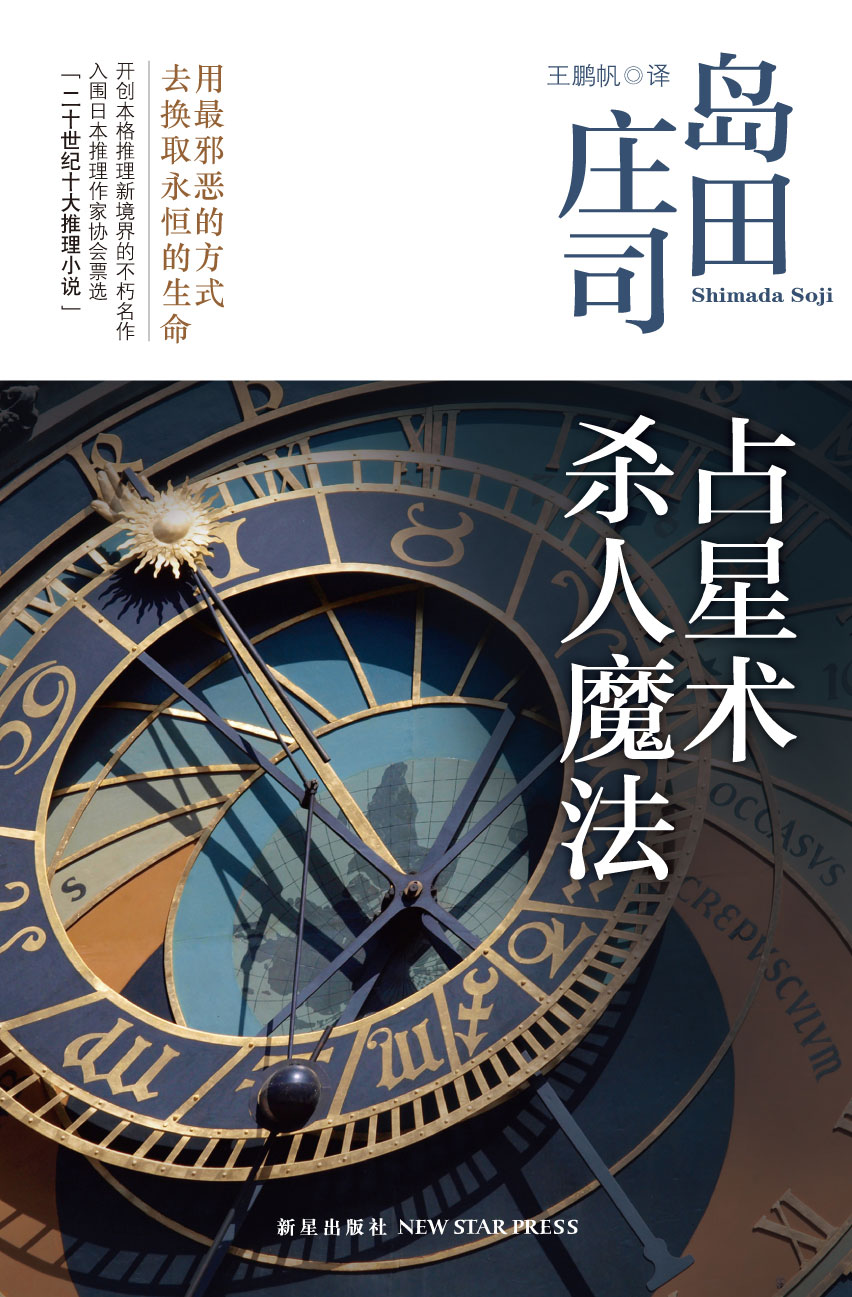 岛田
庄司
Shimada Soji
王鹏帆◎译
用最邪恶的方式
去换取永恒的生命
开创本格推理新境界的不朽名作
入围日本推理作家协会票选
「二十世纪十大推理小说」
占星术
杀人魔法
OCCASVS
CREPVSCVLVM
S
XI
新星出版社 NEW STAR PRESS